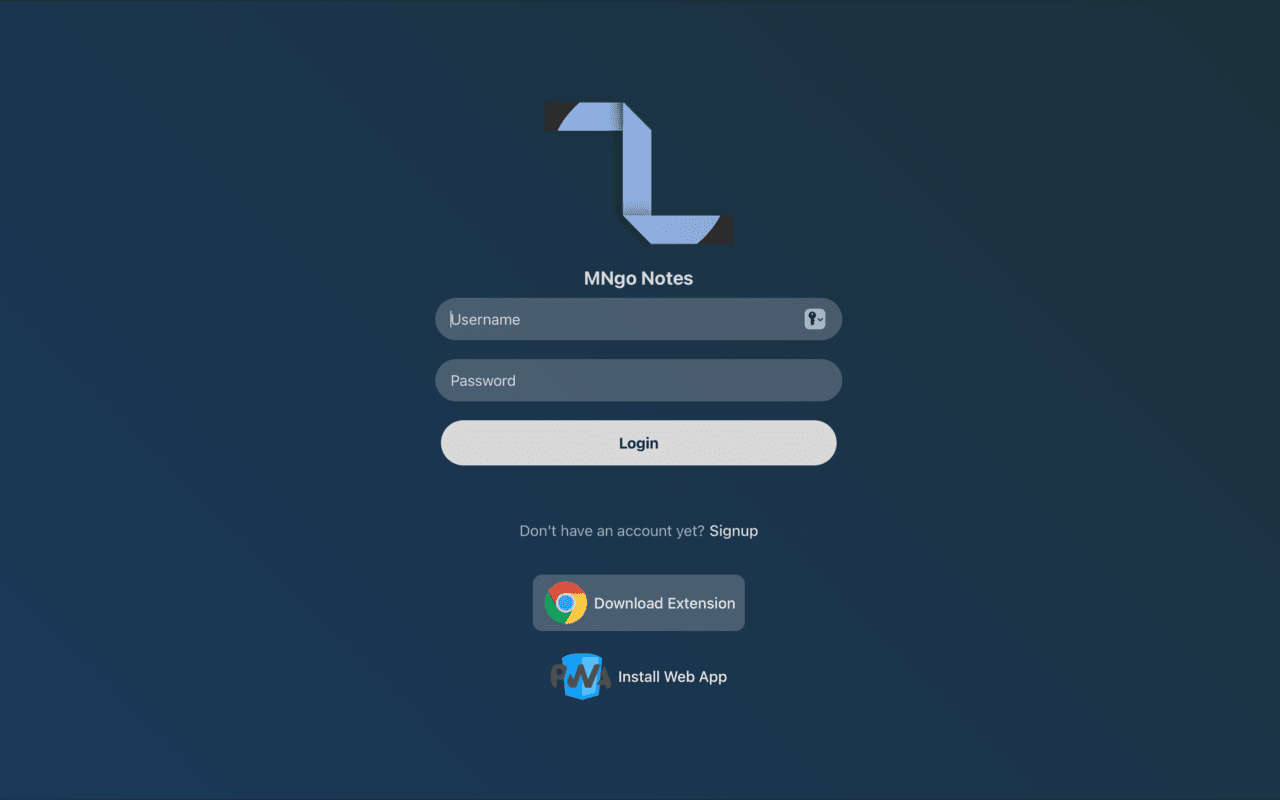 MNgo Notes
Username
Password
Login
Don't have an account yet? Signup
Download Extension
PWA Install Web App